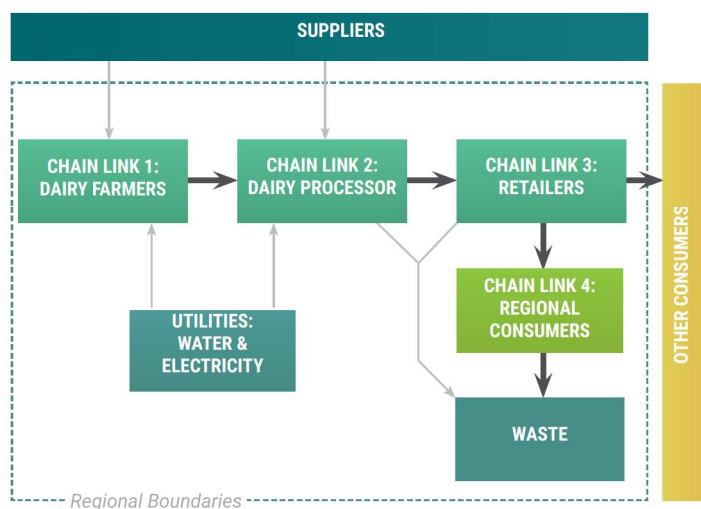 SUPPLIERS
CHAIN LINK 1:
DAIRY FARMERS
CHAIN LINK 2:
DAIRY PROCESSOR
CHAIN LINK 3:
RETAILERS
OTHER CONSUMERS
CHAIN LINK 4:
REGIONAL
CONSUMERS
UTILITIES:
WATER &
ELECTRICITY
WASTE
Regional Boundaries